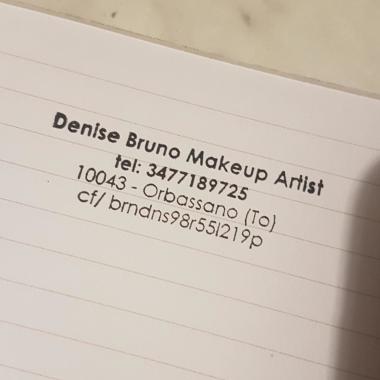 Denise Bruno Makeup Artist
tel: 3477189725
10043 - Orbassano (To)
cf/ brndns98r55l219p